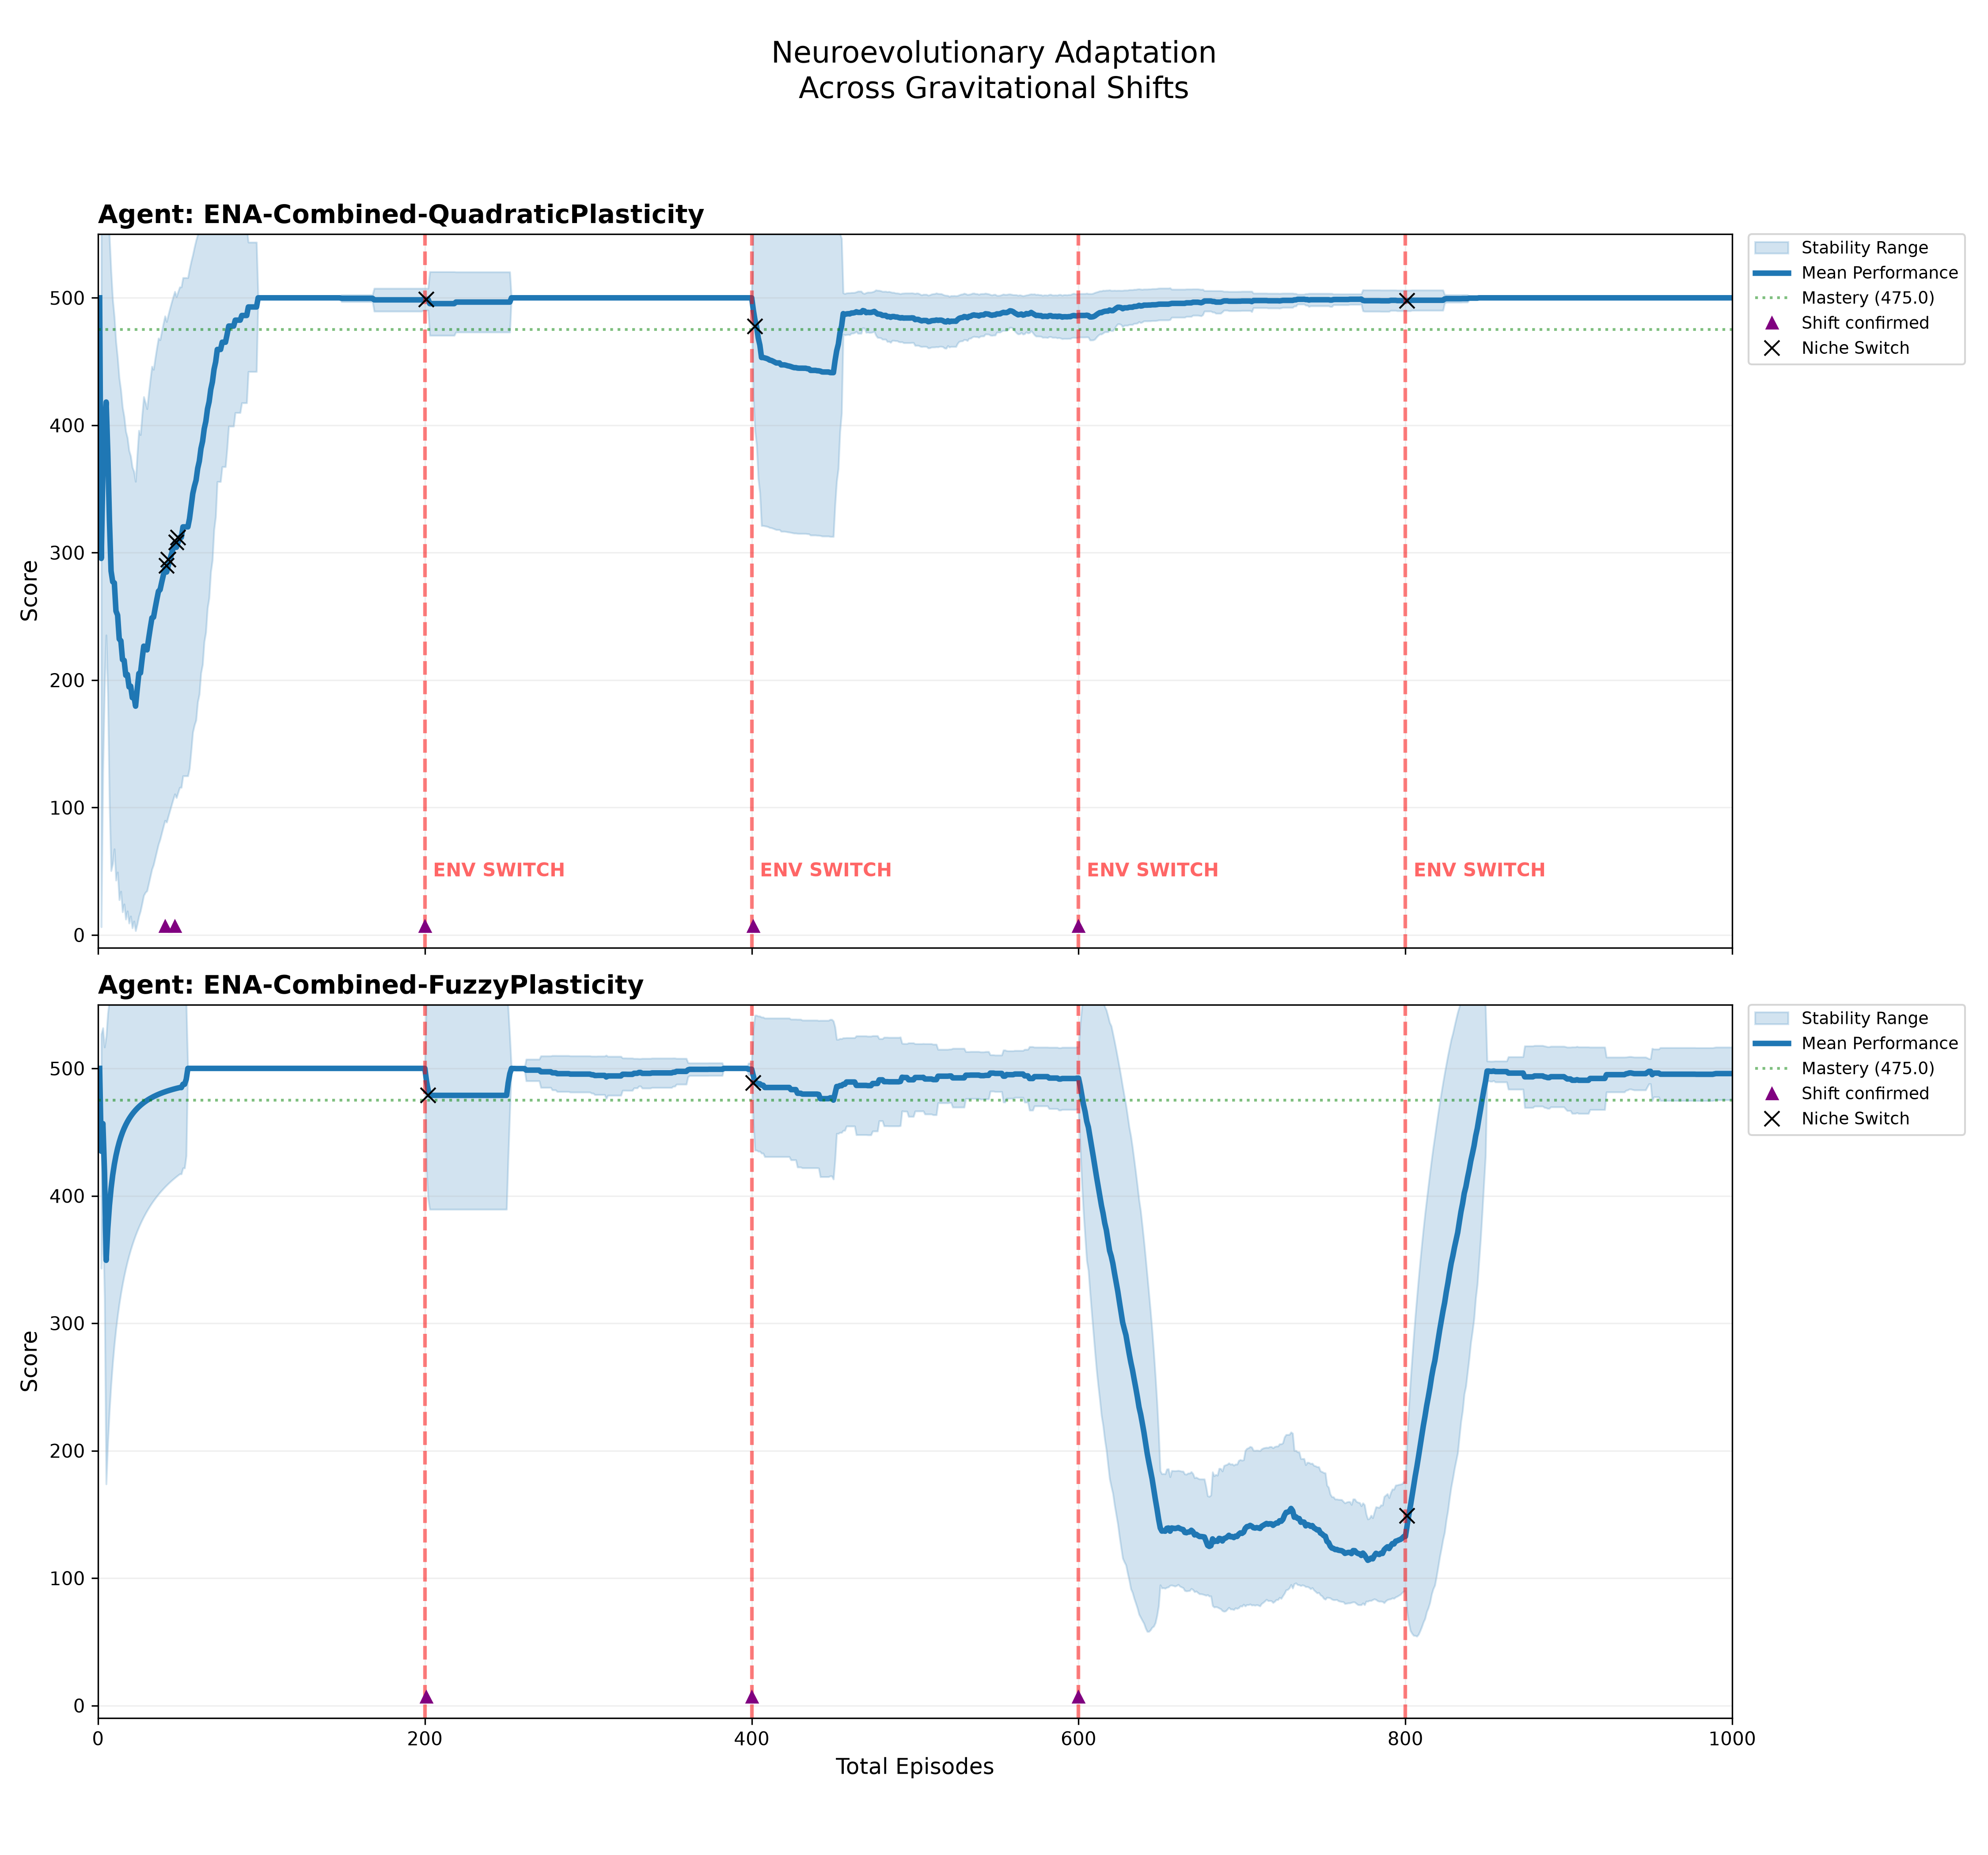 Neuroevolutionary Adaptation
Across Gravitational Shifts
Agent: ENA-Combined-QuadraticPlasticity
Score
500
400
300
200
100
0
ENV SWITCH
ENV SWITCH
ENV SWITCH
ENV SWITCH
Stability Range
Mean Performance
Mastery (475.0)
Shift confirmed
Niche Switch
Agent: ENA-Combined-FuzzyPlasticity
Score
500
400
300
200
100
0
Stability Range
Mean Performance
Mastery (475.0)
Shift confirmed
Niche Switch
0 200 400 600 800 1000
Total Episodes